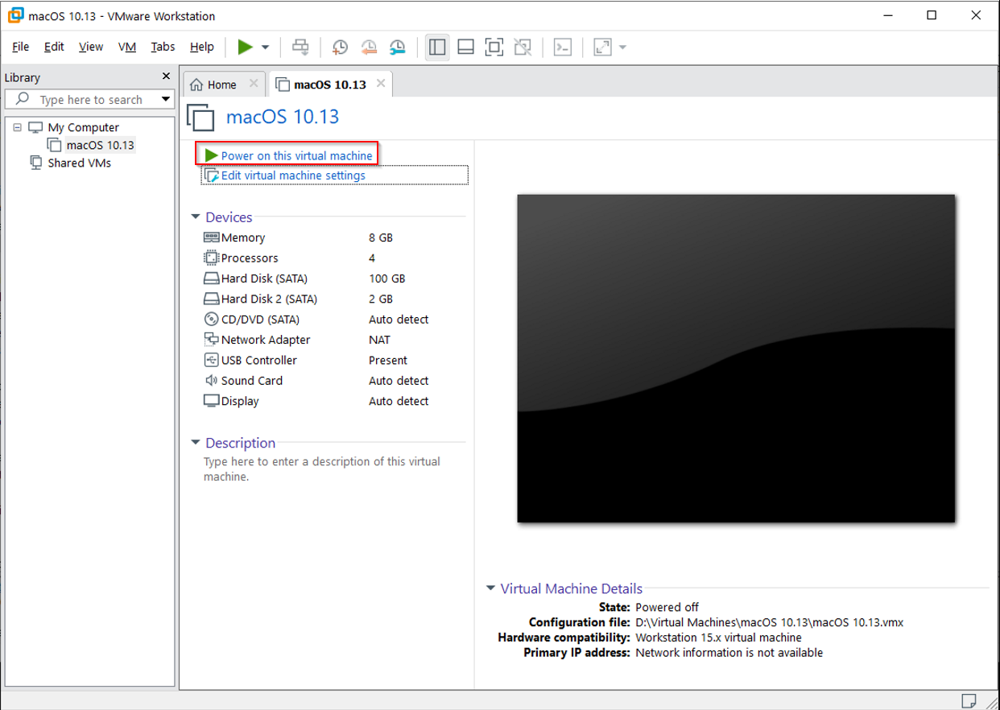 macOS 10.13 - VMware Workstation
File Edit View VM Tabs Help
Library
Type here to search
My Computer
macOS 10.13
Shared VMs
Home
macOS 10.13
macOS 10.13
Power on this virtual machine
Edit virtual machine settings
Devices
Memory 8 GB
Processors 4
Hard Disk (SATA) 100 GB
Hard Disk 2 (SATA) 2 GB
CD/DVD (SATA) Auto detect
Network Adapter NAT
USB Controller Present
Sound Card Auto detect
Display Auto detect
Description
Type here to enter a description of this virtual
machine.
Virtual Machine Details
State: Powered off
Configuration file: D:\Virtual Machines\macOS 10.13\macOS 10.13.vmx
Hardware compatibility: Workstation 15.x virtual machine
Primary IP address: Network information is not available